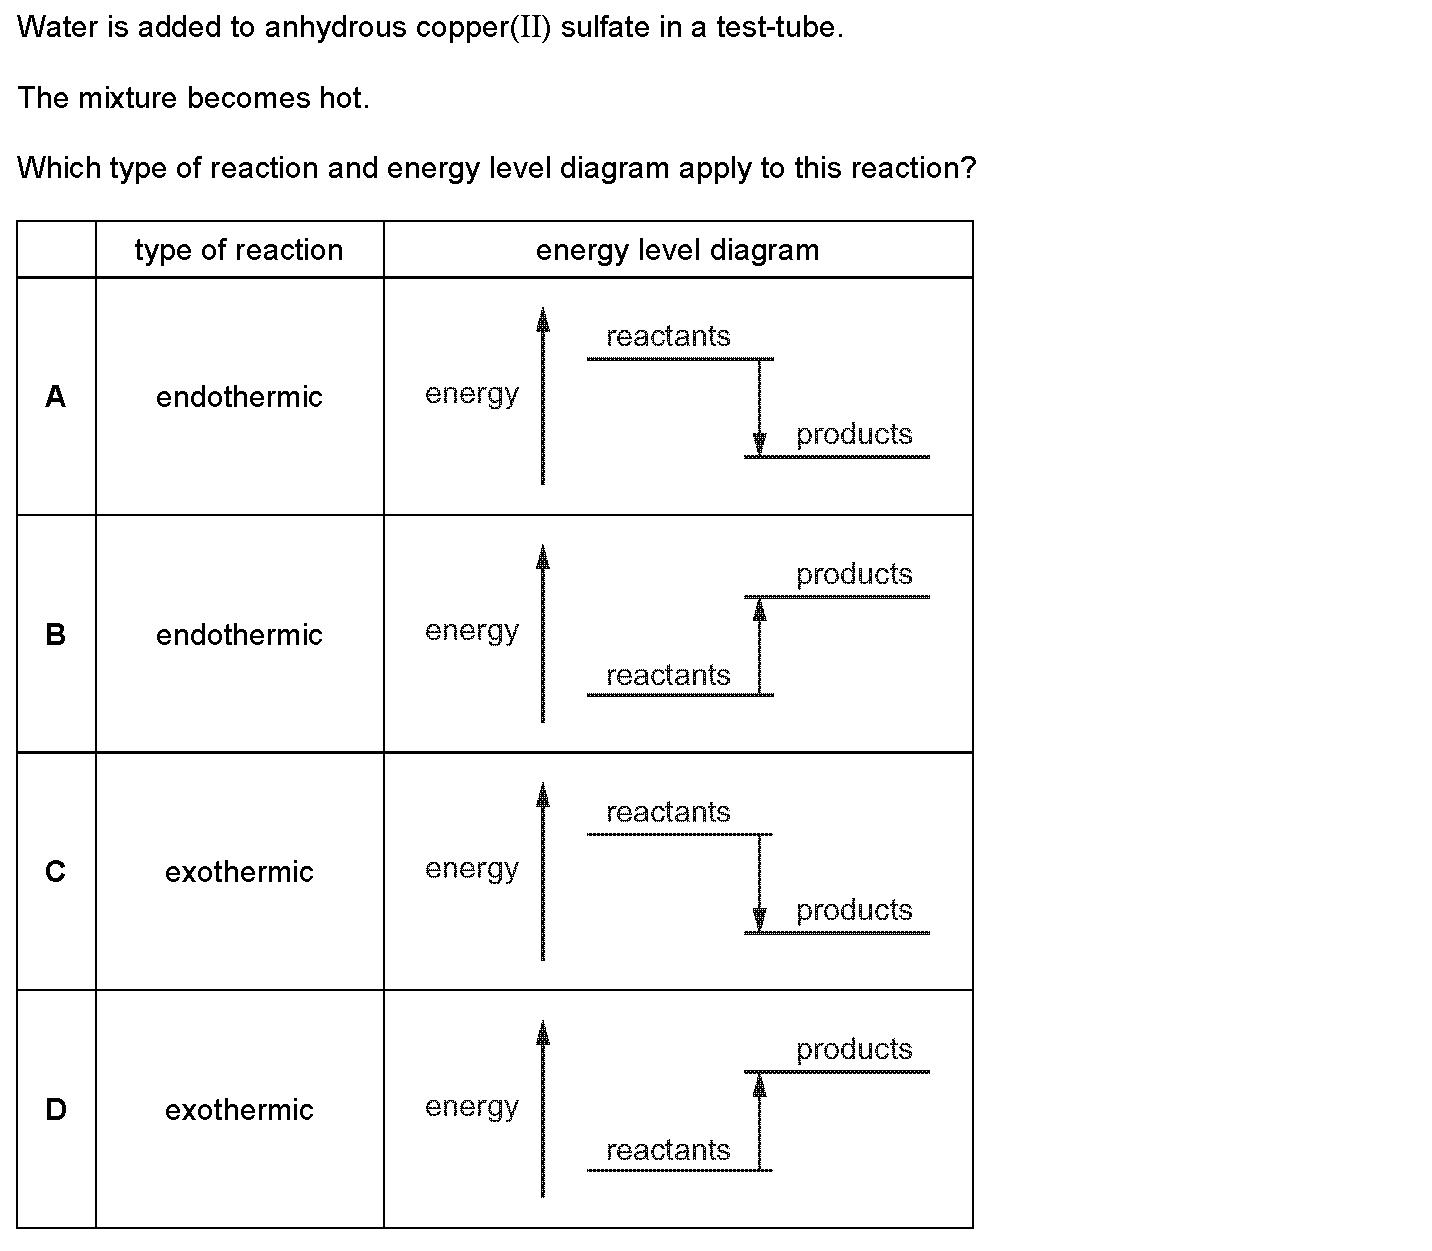 Water is added to anhydrous copper(II) sulfate in a test-tube.
The mixture becomes hot.
Which type of reaction and energy level diagram apply to this reaction?
type of reaction energy level diagram
reactants
A endothermic energy
products
products
B endothermic energy
reactants
reactants
C exothermic energy
products
products
D exothermic energy
reactants